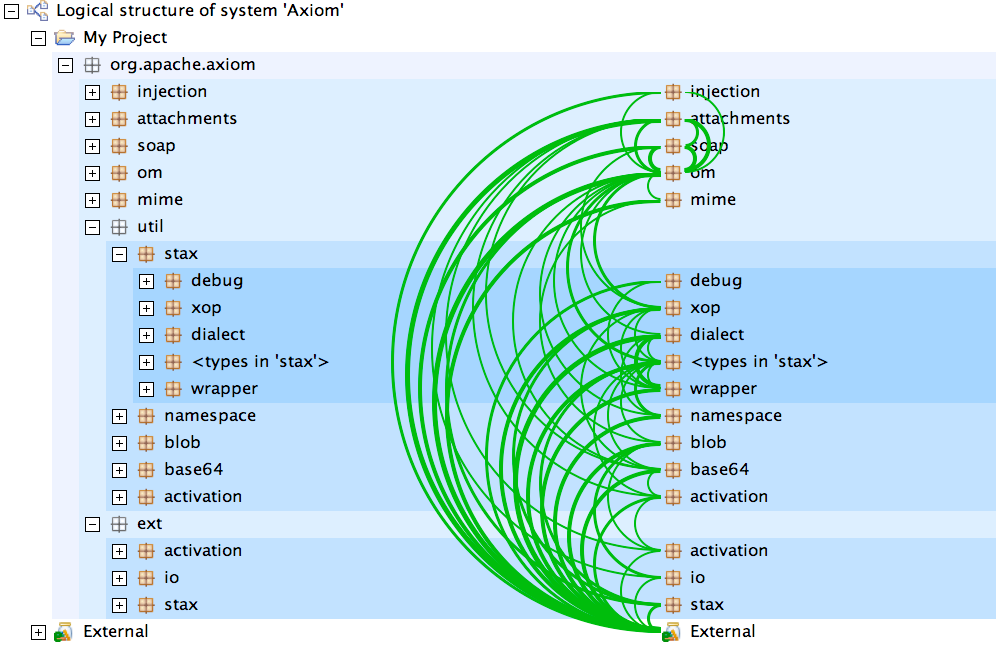 Logical structure of system 'Axiom'
My Project
org.apache.axiom
injection injection
attachments attachments
soap soap
om om
mime mime
util
stax
debug debug
xop xop
dialect dialect
<types in 'stax'> <types in 'stax'>
wrapper wrapper
namespace namespace
blob blob
base64 base64
activation activation
ext
activation activation
io io
stax stax
External External